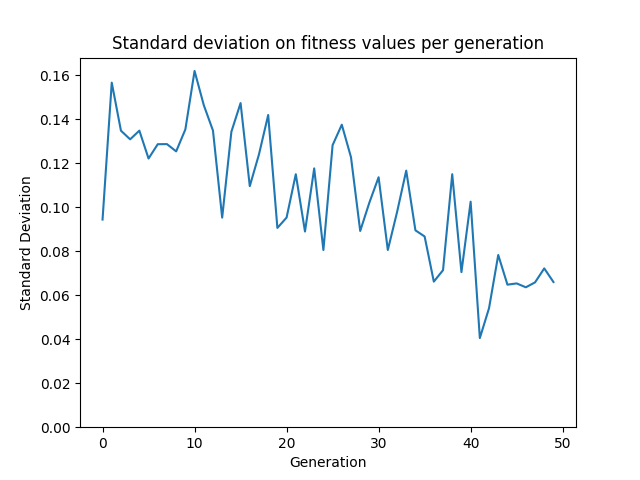 Standard deviation on fitness values per generation
0.16
0.14
0.12
0.10
0.08
0.06
0.04
0.02
0.00
Standard Deviation
0 10 20 30 40 50
Generation